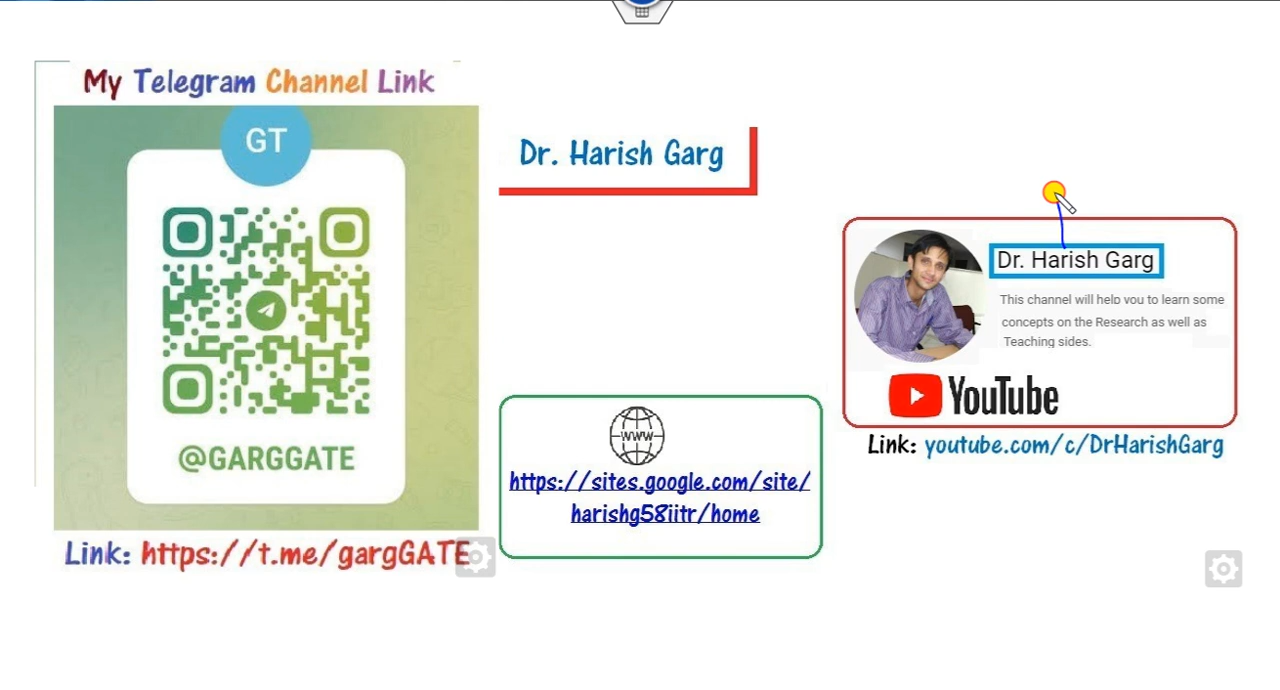 My Telegram Channel Link
GT
@GARGGATE
Link: https://t.me/gargGATE
Dr. Harish Garg
www
https://sites.google.com/site/
harishg58iitr/home
Dr. Harish Garg
This channel will help you to learn some
concepts on the Research as well as
Teaching sides.
YouTube
Link: youtube.com/c/DrHarishGarg